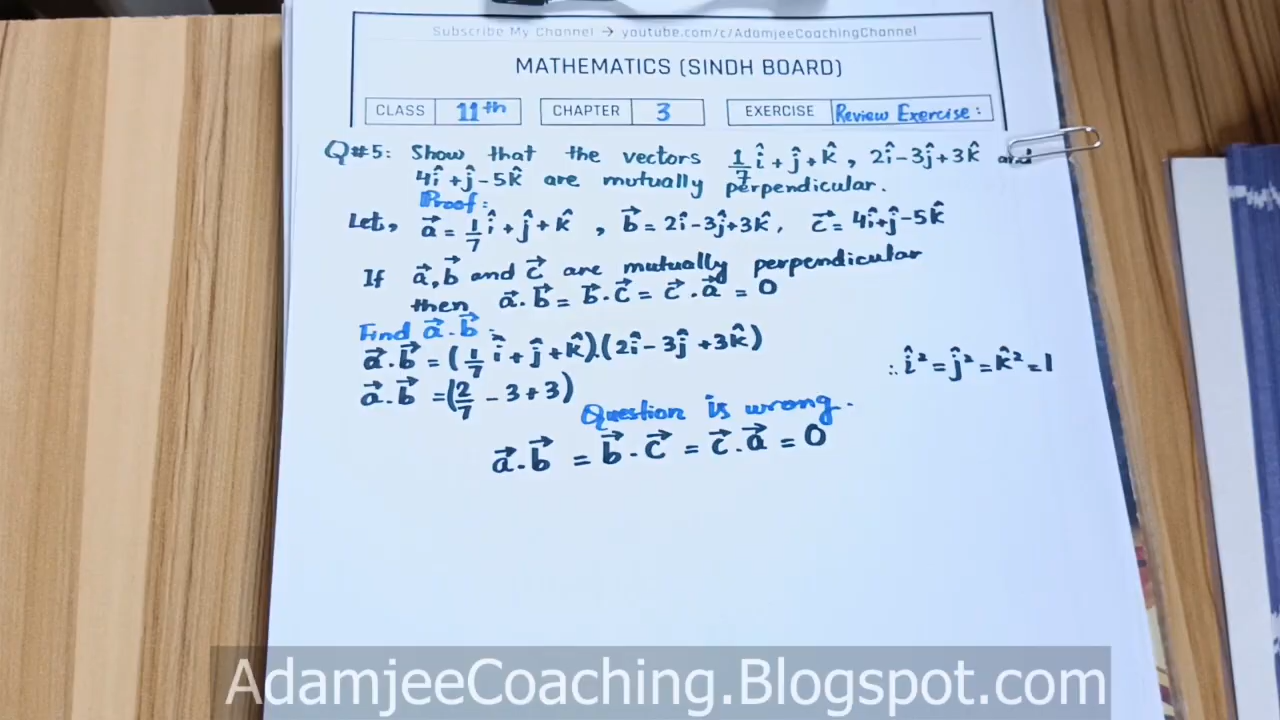 Subscribe My Channel → youtube.com/c/AdamjeeCoachingChannel
MATHEMATICS (SINDH BOARD)
CLASS 11th CHAPTER 3 EXERCISE Review Exercise:
Q#5: Show that the vectors 1/7 î + ĵ + k̂, 2î - 3ĵ + 3k̂ and
4î + ĵ - 5k̂ are mutually perpendicular.
Proof:
Let, a⃗ = 1/7 î + ĵ + k̂ , b⃗ = 2î - 3ĵ + 3k̂, c⃗ = 4î + ĵ - 5k̂
If a⃗, b⃗ and c⃗ are mutually perpendicular
then a⃗ . b⃗ = b⃗ . c⃗ = c⃗ . a⃗ = 0
Find a⃗ . b⃗ :
a⃗ . b⃗ = (1/7 î + ĵ + k̂).(2î - 3ĵ + 3k̂)
∴ î² = ĵ² = k̂² = 1
a⃗ . b⃗ = (2/7 - 3 + 3)
Question is wrong.
a⃗ . b⃗ = b⃗ . c⃗ = c⃗ . a⃗ = 0
AdamjeeCoaching.Blogspot.com